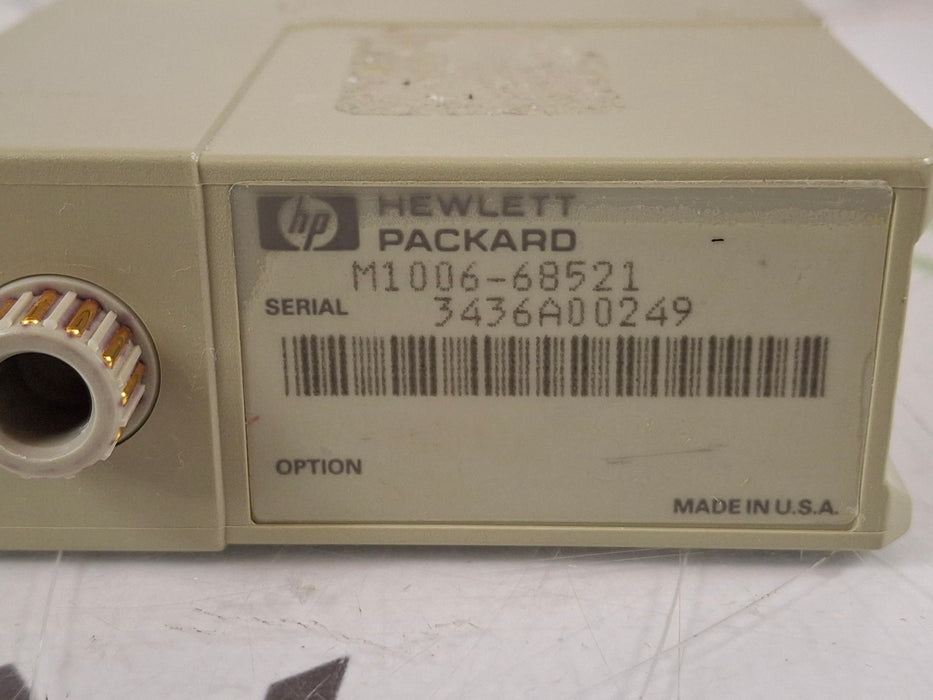 hp HEWLETT
PACKARD
M1006-68521
SERIAL 3436A00249
OPTION
MADE IN U.S.A.